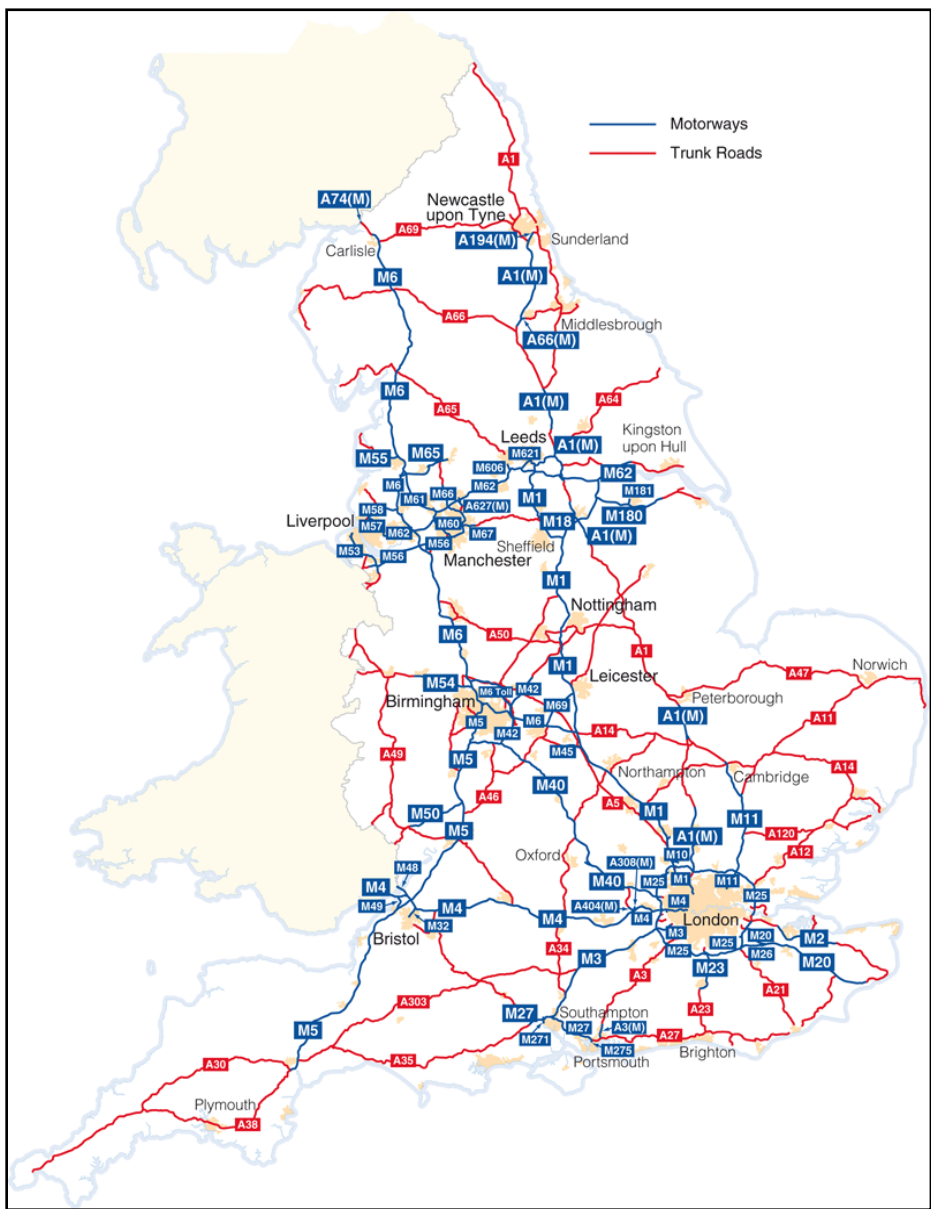 Motorways
Trunk Roads
A1
A74(M)
Newcastle
upon Tyne
A69
A194(M)
Sunderland
Carlisle
M6
A1(M)
A66
Middlesbrough
A66(M)
M6
A1(M)
A64
A65
Leeds
A1(M)
Kingston
upon Hull
M55
M65
M621
M606
M62
M6
M62
M181
M61
M66
M1
A627(M)
M58
M180
Liverpool
M57
M62
M60
M67
M18
A1(M)
M53
M56
M56
Sheffield
Manchester
M1
Nottingham
M6
A50
A1
M1
Leicester
A47
Norwich
M54
M6 Toll
M42
Peterborough
Birmingham
M69
A1(M)
A11
M5
M42
M6
A14
M45
A49
M5
Northampton
Cambridge
A14
M40
A46
A5
M1
M11
M50
M5
A1(M)
A120
A12
Oxford
A308(M)
M10
M48
M40
M25
M1
M11
M4
M25
M49
M4
A404(M)
M4
M4
M4
London
M32
Bristol
M3
M20
M2
M25
M25
M26
M20
A34
M3
A3
M23
A21
A303
A23
M27
Southampton
M5
M27
A3(M)
A27
M271
M275
Brighton
Portsmouth
A30
A35
Plymouth
A38